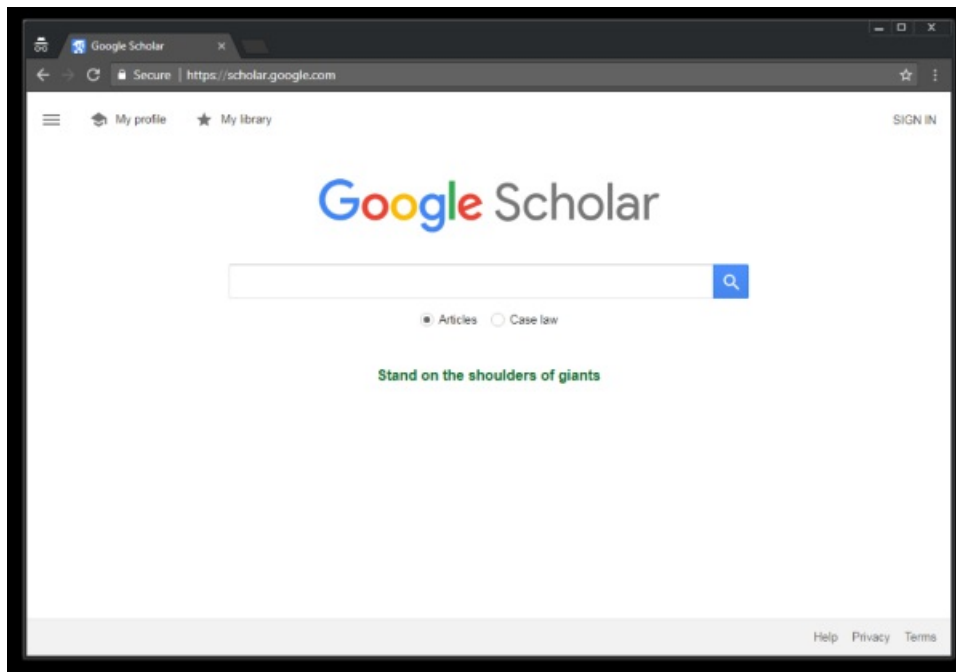 Google Scholar
Secure | https://scholar.google.com
My profile My library SIGN IN
Google Scholar
Articles Case law
Stand on the shoulders of giants
Help Privacy Terms